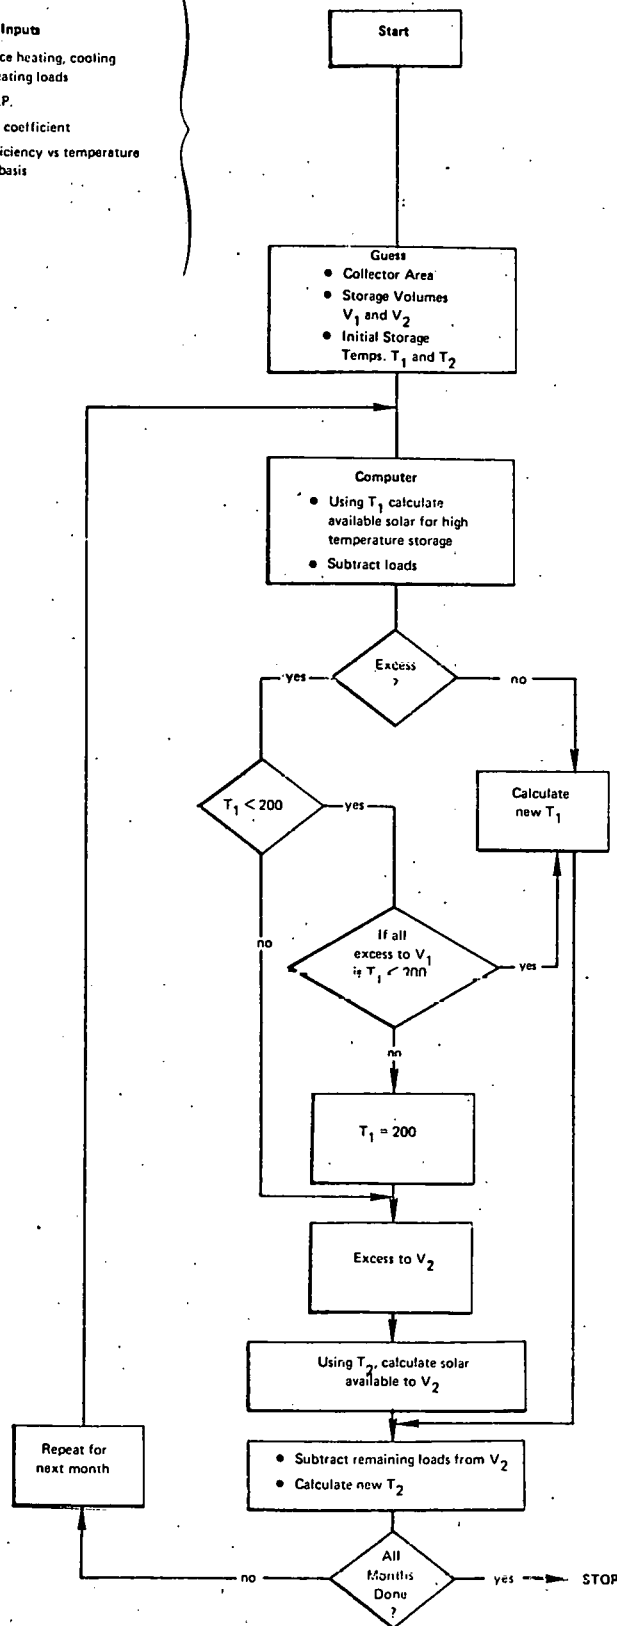 Inputs
ce heating, cooling
ating loads
.P.
coefficient
iciency vs temperature
basis
Start
Guess
• Collector Area
• Storage Volumes
V1 and V2
• Initial Storage
Temps. T1 and T2
Computer
• Using T1 calculate
available solar for high
temperature storage
• Subtract loads
Excess
?
yes
no
T1 < 200
yes
Calculate
new T1
no
If all
excess to V1
is T1 < 200
yes
no
T1 = 200
Excess to V2
Using T2, calculate solar
available to V2
Repeat for
next month
• Subtract remaining loads from V2
• Calculate new T2
All
Months
Done
?
no
yes
STOP